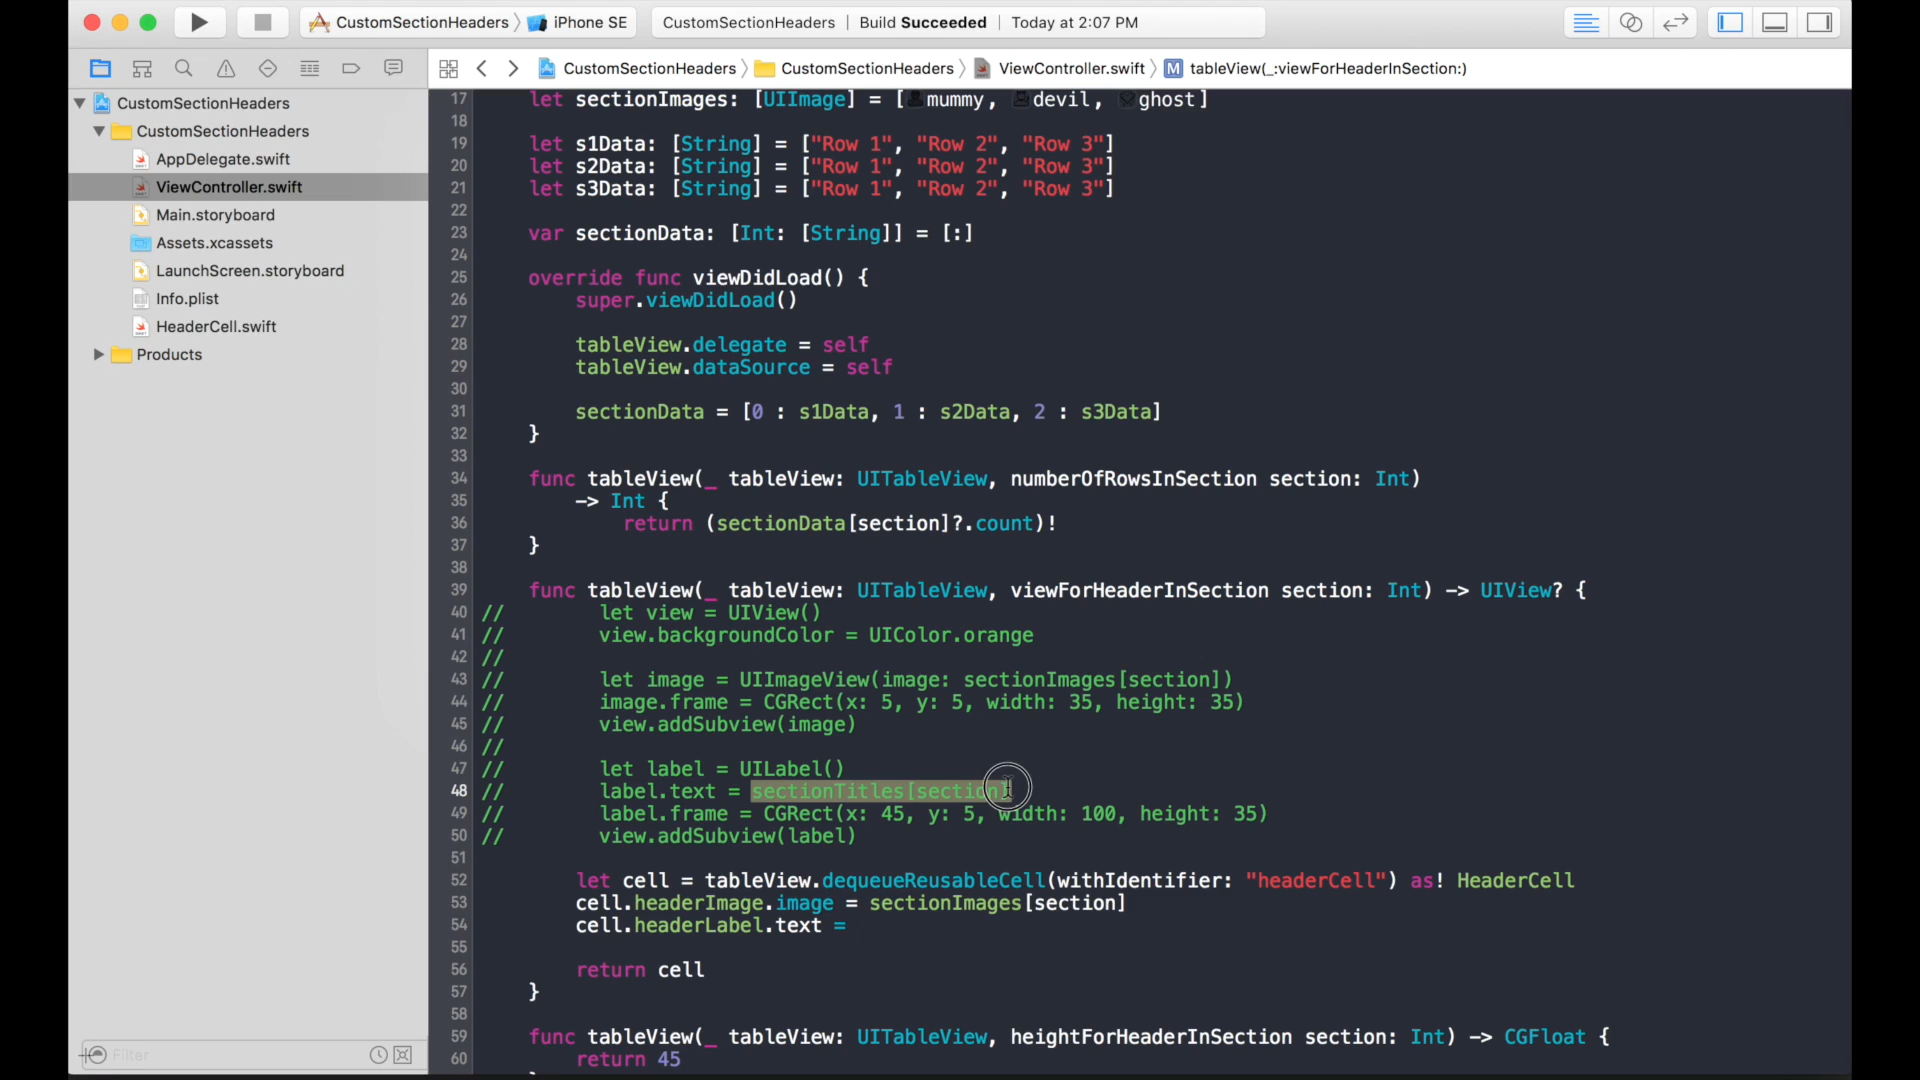 CustomSectionHeaders 〉 iPhone SE
CustomSectionHeaders | Build Succeeded | Today at 2:07 PM
CustomSectionHeaders 〉 CustomSectionHeaders 〉 ViewController.swift 〉 M tableView(_:viewForHeaderInSection:)
CustomSectionHeaders
CustomSectionHeaders
AppDelegate.swift
ViewController.swift
Main.storyboard
Assets.xcassets
LaunchScreen.storyboard
Info.plist
HeaderCell.swift
Products
Filter
17 let sectionImages: [UIImage] = [ mummy, devil, ghost]
18
19 let s1Data: [String] = ["Row 1", "Row 2", "Row 3"]
20 let s2Data: [String] = ["Row 1", "Row 2", "Row 3"]
21 let s3Data: [String] = ["Row 1", "Row 2", "Row 3"]
22
23 var sectionData: [Int: [String]] = [:]
24
25 override func viewDidLoad() {
26 super.viewDidLoad()
27
28 tableView.delegate = self
29 tableView.dataSource = self
30
31 sectionData = [0 : s1Data, 1 : s2Data, 2 : s3Data]
32 }
33
34 func tableView(_ tableView: UITableView, numberOfRowsInSection section: Int)
35 -> Int {
36 return (sectionData[section]?.count)!
37 }
38
39 func tableView(_ tableView: UITableView, viewForHeaderInSection section: Int) -> UIView? {
40 // let view = UIView()
41 // view.backgroundColor = UIColor.orange
42 //
43 // let image = UIImageView(image: sectionImages[section])
44 // image.frame = CGRect(x: 5, y: 5, width: 35, height: 35)
45 // view.addSubview(image)
46 //
47 // let label = UILabel()
48 // label.text = sectionTitles[section]
49 // label.frame = CGRect(x: 45, y: 5, width: 100, height: 35)
50 // view.addSubview(label)
51
52 let cell = tableView.dequeueReusableCell(withIdentifier: "headerCell") as! HeaderCell
53 cell.headerImage.image = sectionImages[section]
54 cell.headerLabel.text =
55
56 return cell
57 }
58
59 func tableView(_ tableView: UITableView, heightForHeaderInSection section: Int) -> CGFloat {
60 return 45